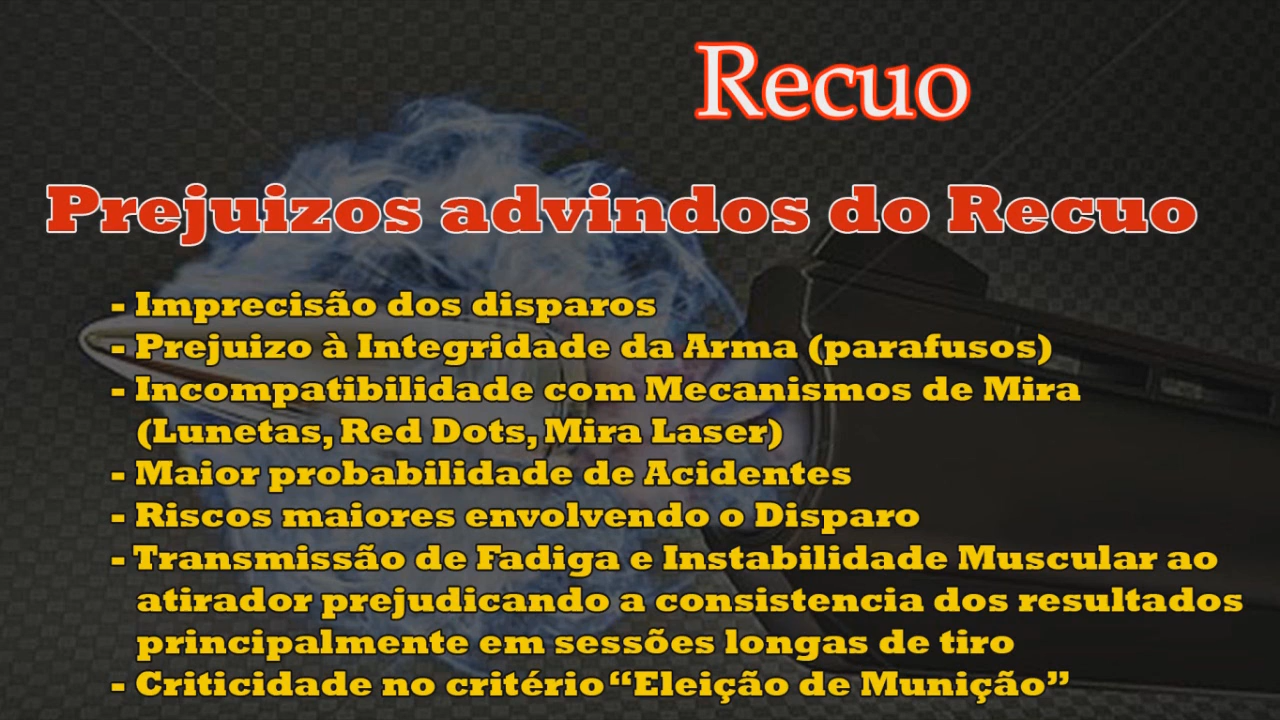 Recuo
Prejuizos advindos do Recuo
- Imprecisão dos disparos
- Prejuizo à Integridade da Arma (parafusos)
- Incompatibilidade com Mecanismos de Mira
(Lunetas, Red Dots, Mira Laser)
- Maior probabilidade de Acidentes
- Riscos maiores envolvendo o Disparo
- Transmissão de Fadiga e Instabilidade Muscular ao
atirador prejudicando a consistencia dos resultados
principalmente em sessões longas de tiro
- Criticidade no critério “Eleição de Munição”